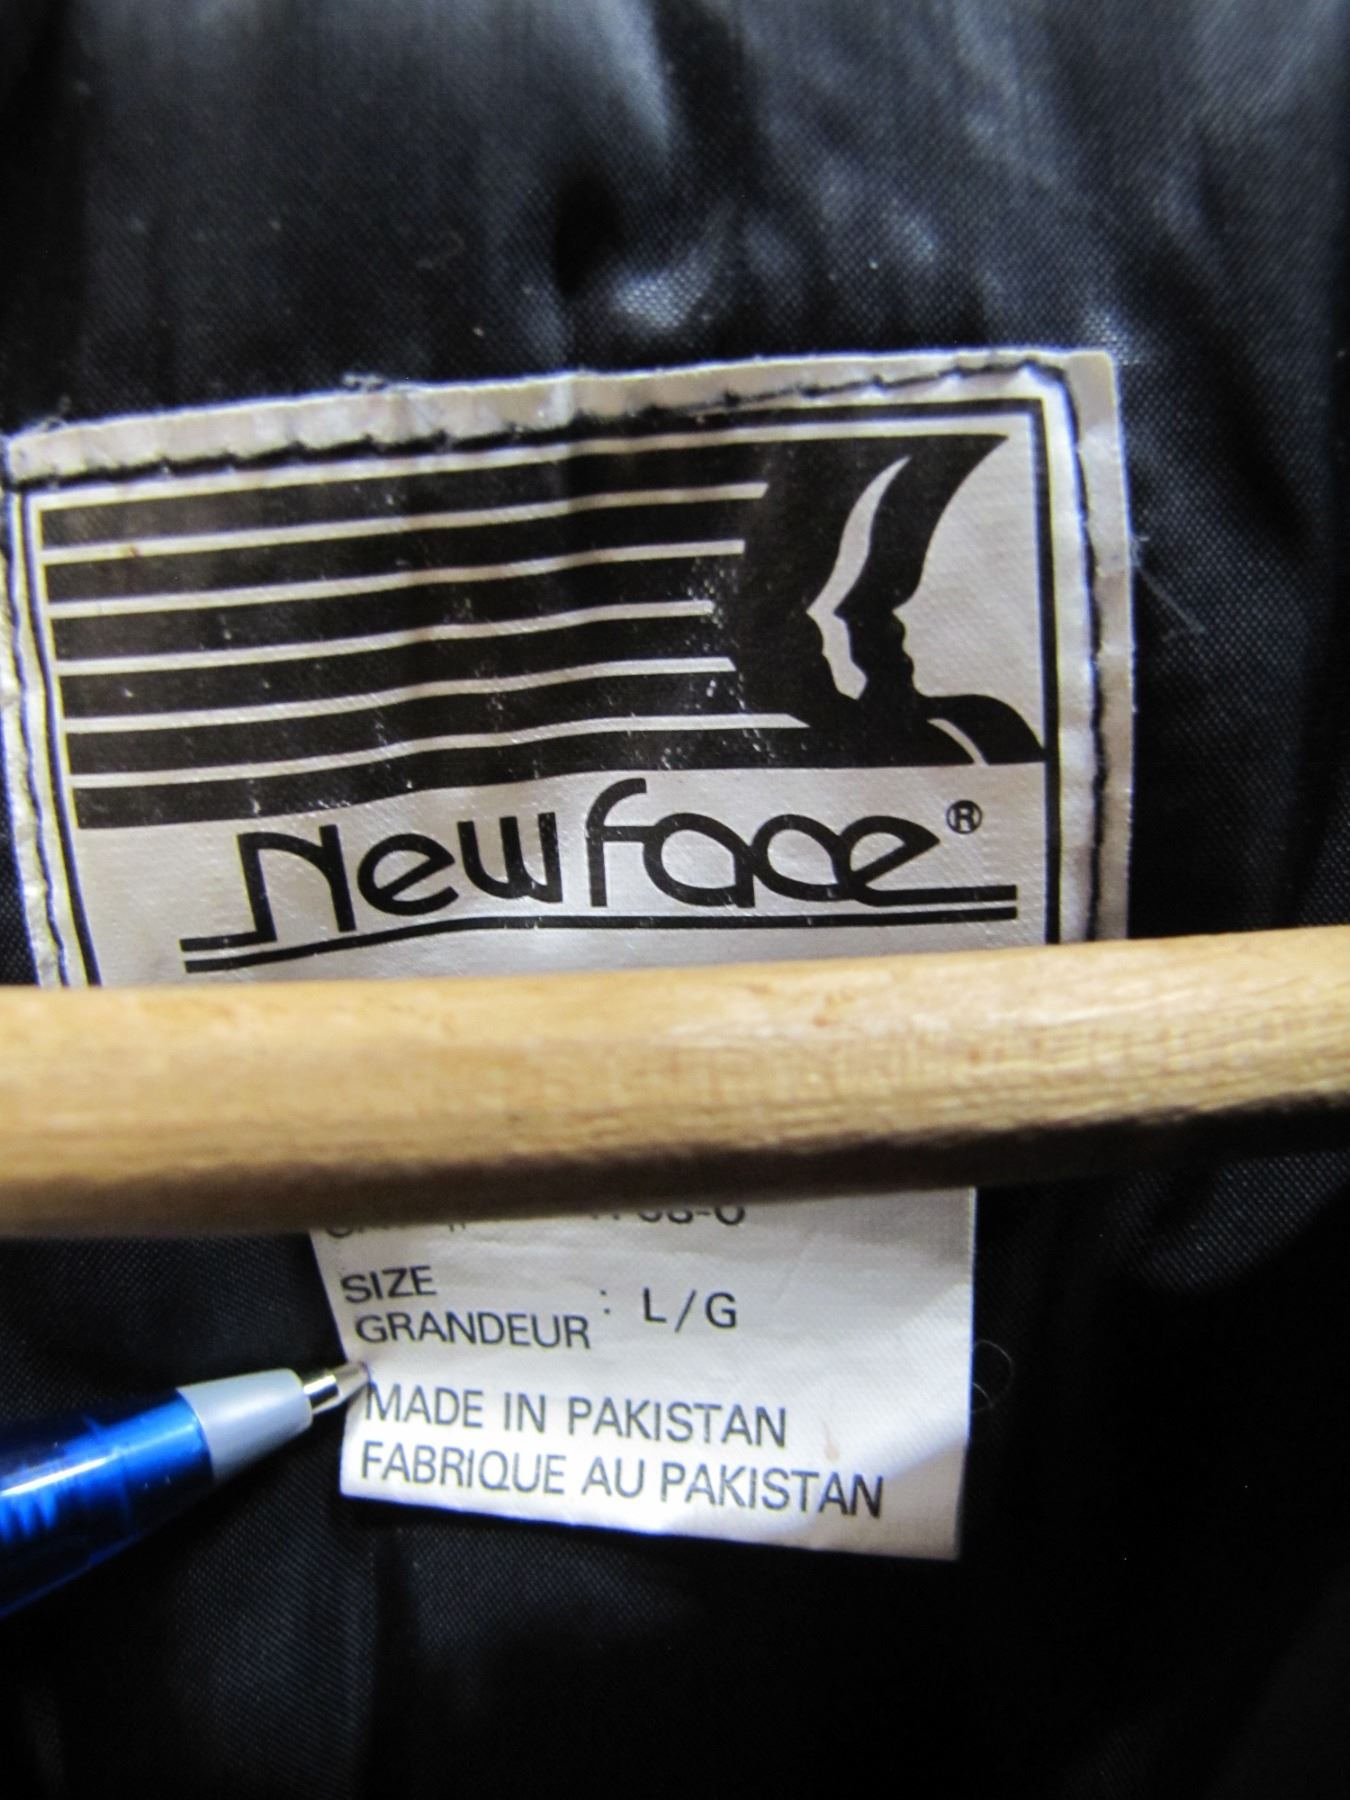 New Face ®
SIZE
GRANDEUR : L/G
MADE IN PAKISTAN
FABRIQUE AU PAKISTAN